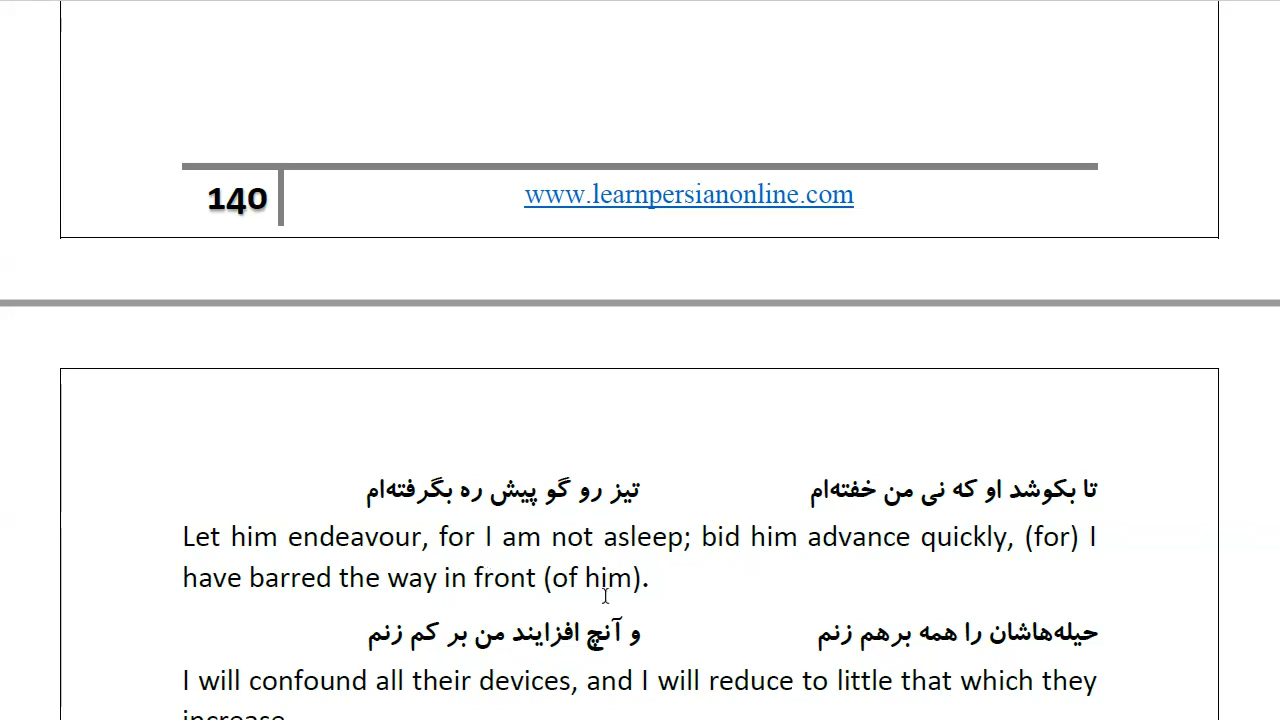 140
www.learnpersianonline.com
تا بکوشد او که نی من خفته‌ام تیز رو گو پیش ره بگرفته‌ام
Let him endeavour, for I am not asleep; bid him advance quickly, (for) I
have barred the way in front (of him).
حیله‌هاشان را همه برهم زنم و آنچ افزایند من بر کم زنم
I will confound all their devices, and I will reduce to little that which they
increase.